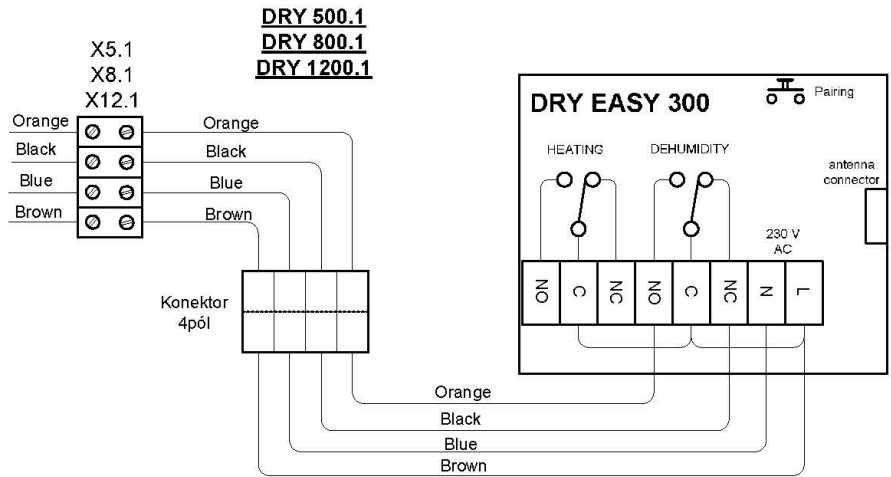 DRY 500.1
DRY 800.1
DRY 1200.1
X5.1
X8.1
X12.1
Orange
Black
Blue
Brown
Orange
Black
Blue
Brown
Konektor
4pól
DRY EASY 300
Pairing
HEATING
DEHUMIDITY
antenna
connector
230 V
AC
NO
C
NC
NO
C
NC
N
L
Orange
Black
Blue
Brown